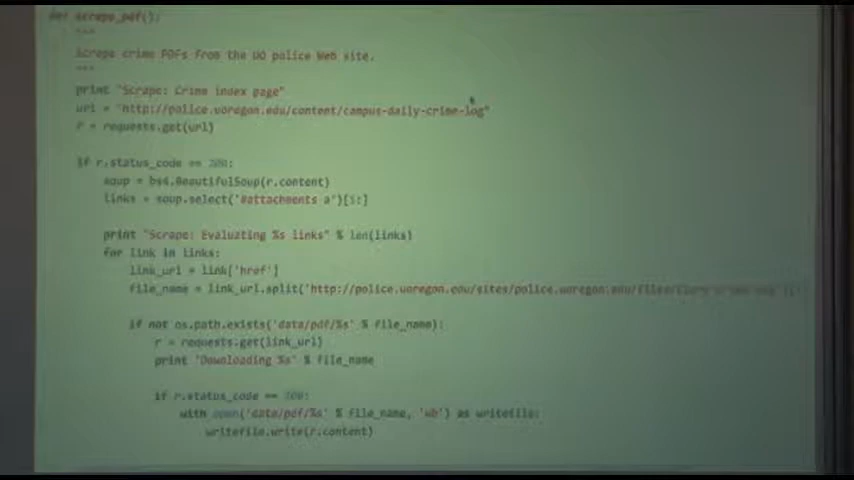 def scrape_pdf():
"""
Scrape crime PDFs from the UO police Web site.
"""
print "Scrape: Crime index page"
url = "http://police.uoregon.edu/content/campus-daily-crime-log"
r = requests.get(url)
if r.status_code == 200:
soup = bs4.BeautifulSoup(r.content)
links = soup.select('#attachments a')[5:]
print "Scrape: Evaluating %s links" % len(links)
for link in links:
link_url = link['href']
file_name = link_url.split('http://police.uoregon.edu/sites/police.uoregon.edu/files/
if not os.path.exists('data/pdf/%s' % file_name):
r = requests.get(link_url)
print "Downloading %s" % file_name
if r.status_code == 200:
with open('data/pdf/%s' % file_name, 'wb') as writefile:
writefile.write(r.content)